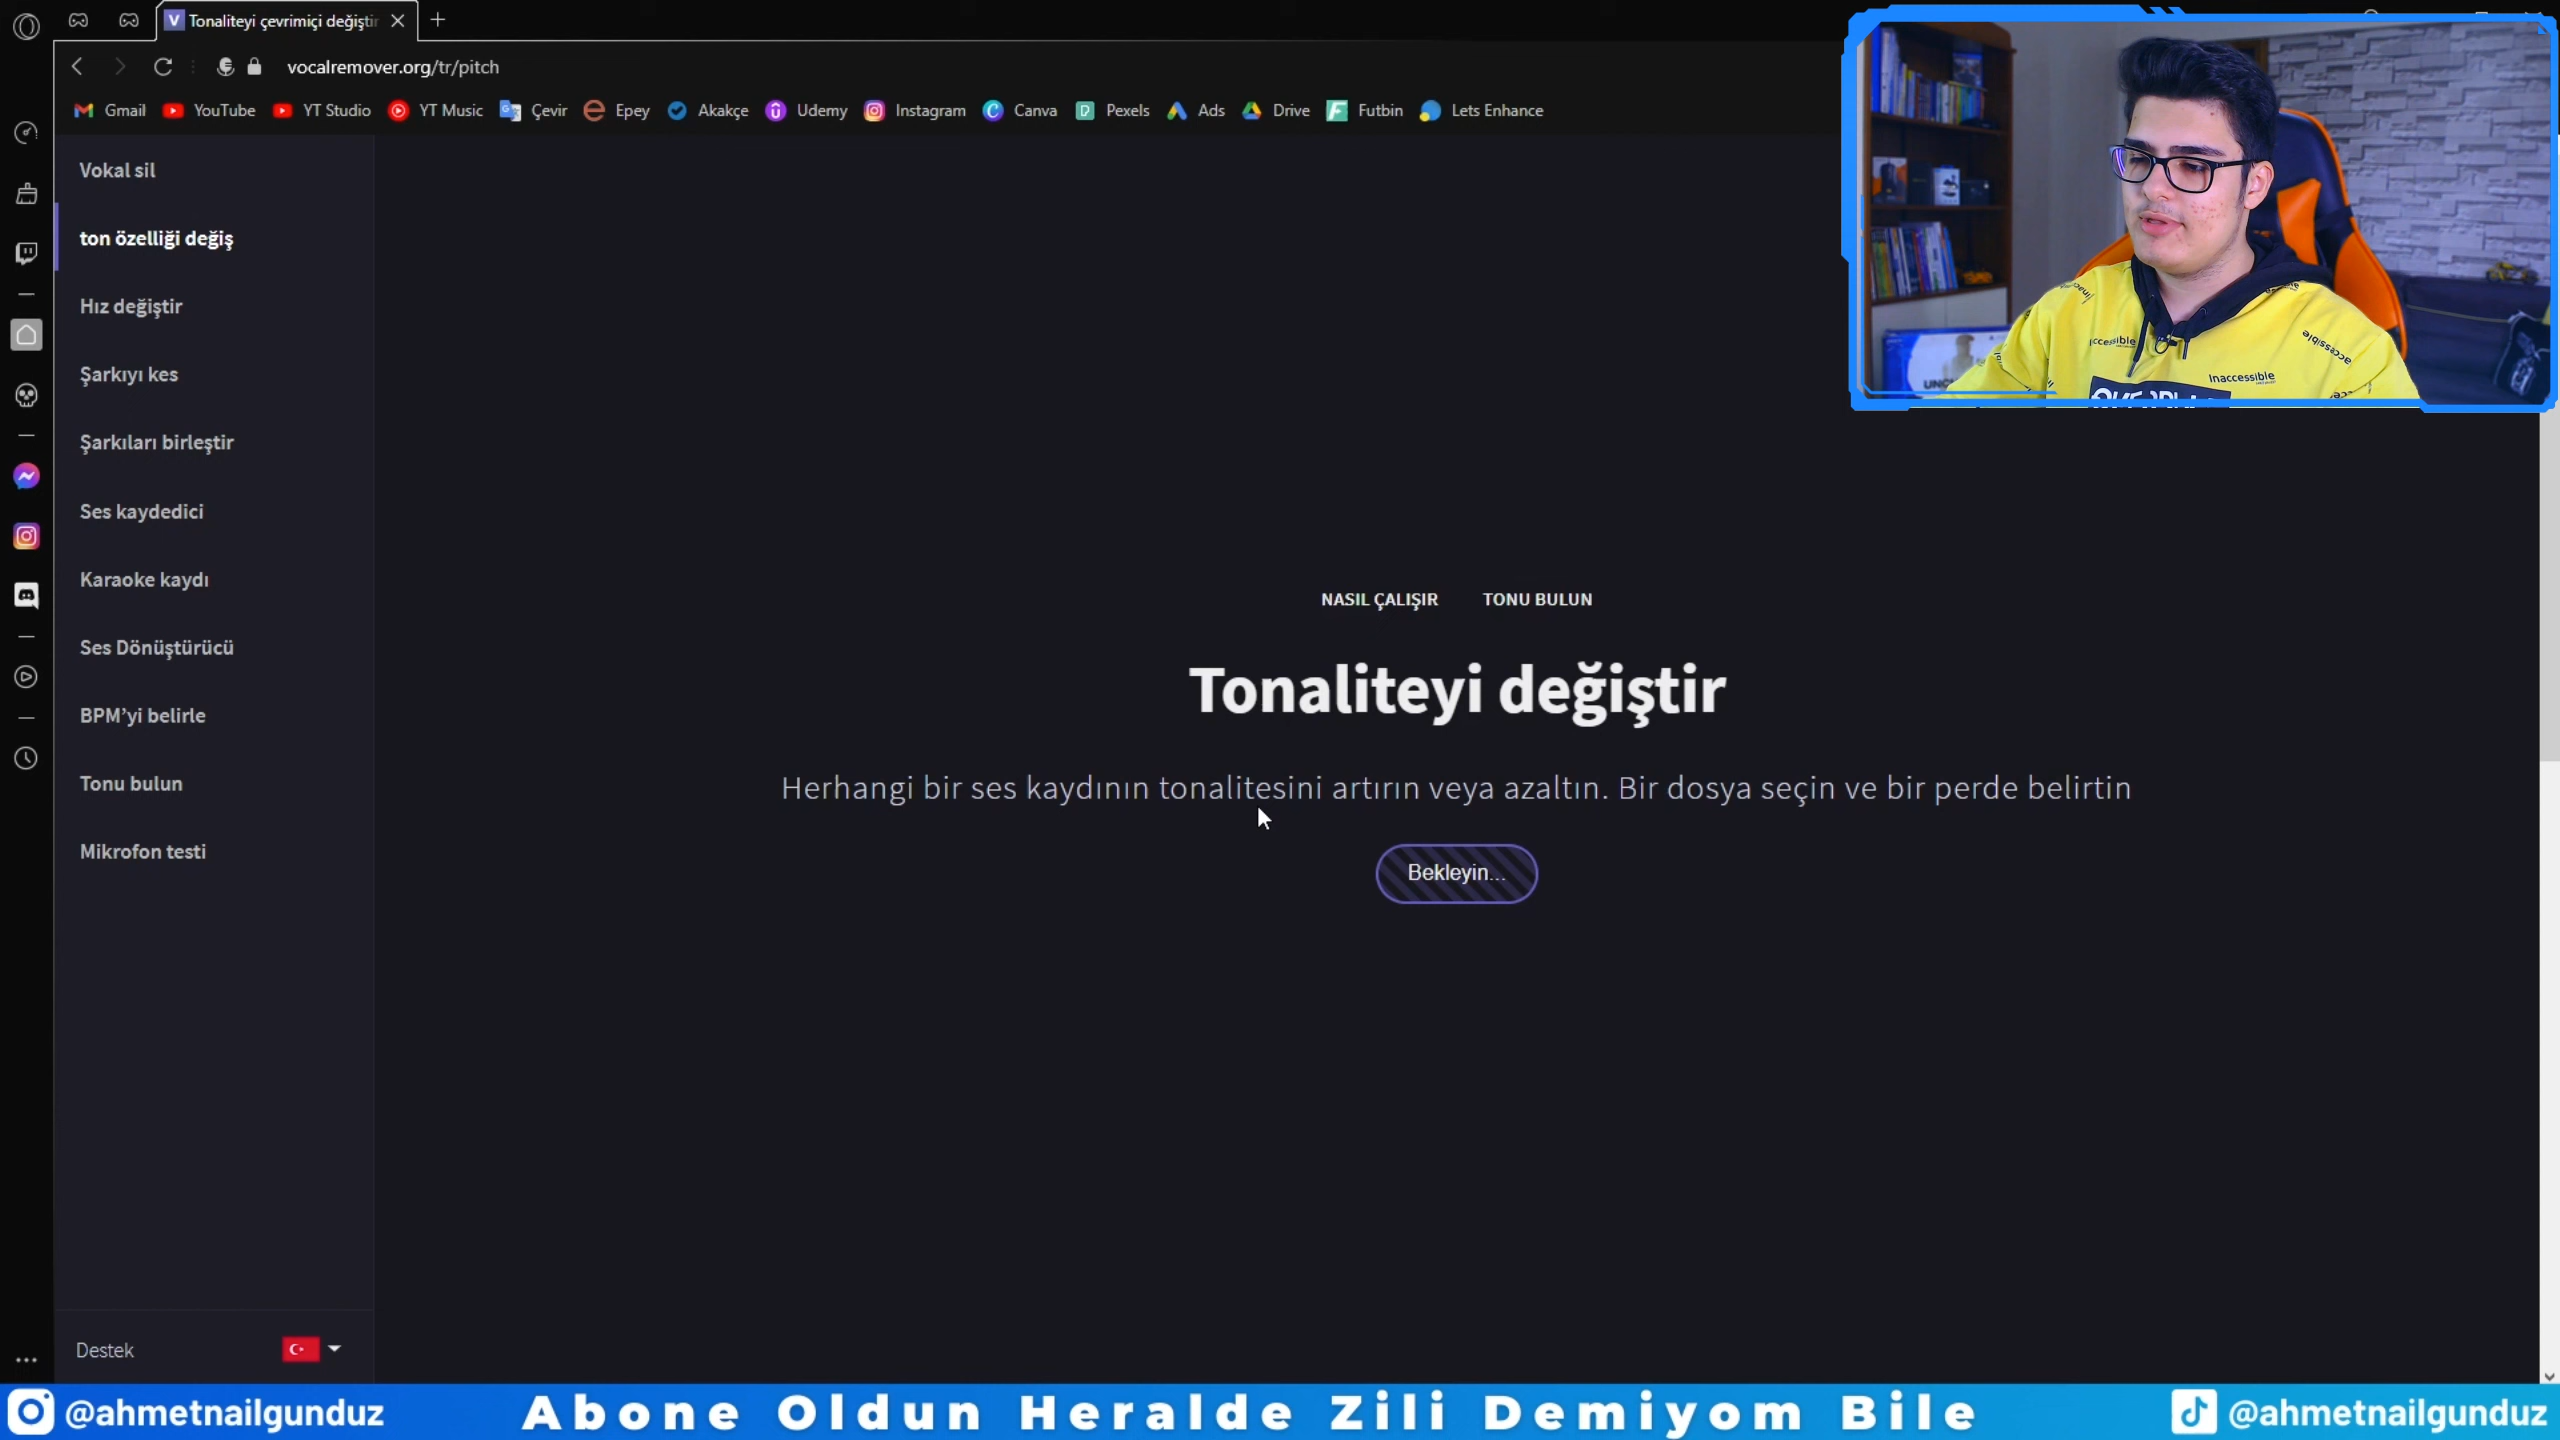 Tonaliteyi çevrimiçi değiştir
vocalremover.org/tr/pitch
Gmail YouTube YT Studio YT Music Çevir Epey Akakçe Udemy Instagram Canva Pexels Ads Drive Futbin Lets Enhance
Vokal sil
ton özelliği değiş
Hız değiştir
Şarkıyı kes
Şarkıları birleştir
Ses kaydedici
Karaoke kaydı
Ses Dönüştürücü
BPM’yi belirle
Tonu bulun
Mikrofon testi
Destek
NASIL ÇALIŞIR TONU BULUN
Tonaliteyi değiştir
Herhangi bir ses kaydının tonalitesini artırın veya azaltın. Bir dosya seçin ve bir perde belirtin
Bekleyin...
Inaccessible
@ahmetnailgunduz Abone Oldun Heralde Zili Demiyom Bile @ahmetnailgunduz